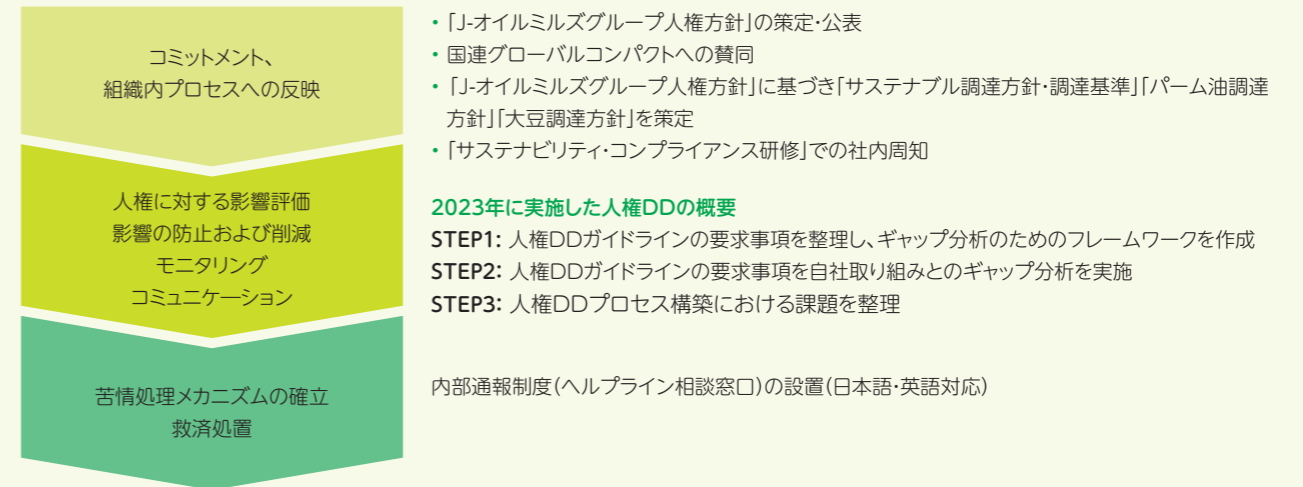 コミットメント、
組織内プロセスへの反映
• 「J-オイルミルズグループ人権方針」の策定・公表
• 国連グローバルコンパクトへの賛同
• 「J-オイルミルズグループ人権方針」に基づき「サステナブル調達方針・調達基準」「パーム油調達
方針」「大豆調達方針」を策定
• 「サステナビリティ・コンプライアンス研修」での社内周知
人権に対する影響評価
影響の防止および削減
モニタリング
コミュニケーション
2023年に実施した人権DDの概要
STEP1: 人権DDガイドラインの要求事項を整理し、ギャップ分析のためのフレームワークを作成
STEP2: 人権DDガイドラインの要求事項を自社取り組みとのギャップ分析を実施
STEP3: 人権DDプロセス構築における課題を整理
苦情処理メカニズムの確立
救済処置
内部通報制度(ヘルプライン相談窓口)の設置(日本語・英語対応)